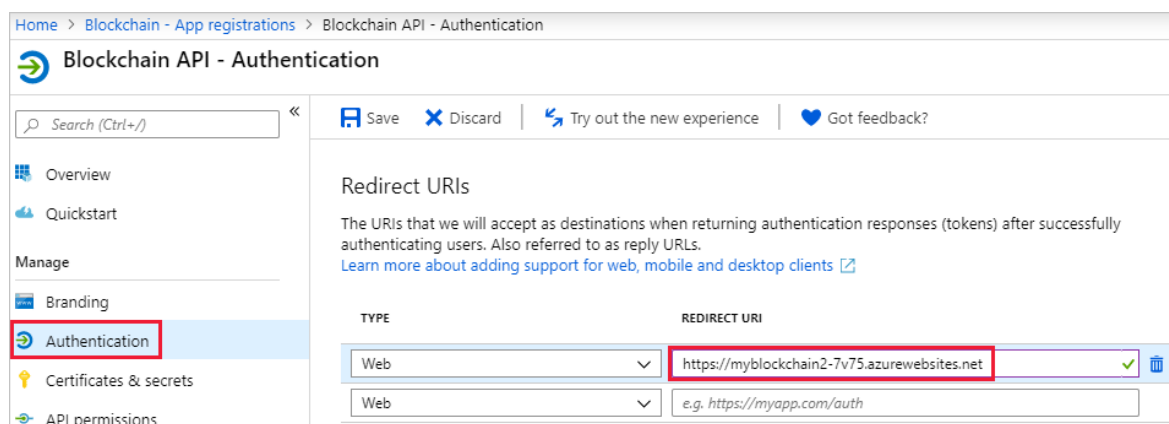 Home > Blockchain - App registrations > Blockchain API - Authentication
Blockchain API - Authentication
Search (Ctrl+/)
«
Overview
Quickstart
Manage
Branding
Authentication
Certificates & secrets
API permissions
Save Discard Try out the new experience Got feedback?
Redirect URIs
The URIs that we will accept as destinations when returning authentication responses (tokens) after successfully
authenticating users. Also referred to as reply URLs.
Learn more about adding support for web, mobile and desktop clients
TYPE REDIRECT URI
Web https://myblockchain2-7v75.azurewebsites.net
Web e.g. https://myapp.com/auth